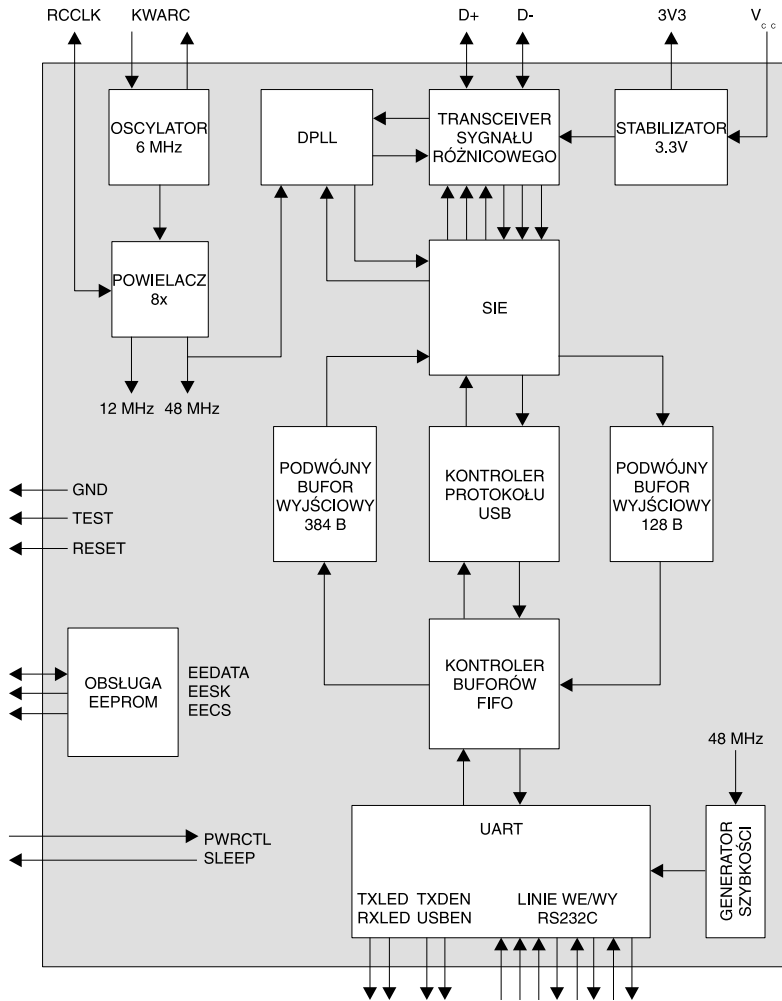 RCCLK KWARC D+ D- 3V3 Vcc
OSCYLATOR
6 MHz
DPLL
TRANSCEIVER
SYGNAŁU
RÓŻNICOWEGO
STABILIZATOR
3.3V
POWIELACZ
8x
SIE
12 MHz 48 MHz
PODWÓJNY
BUFOR
WYJŚCIOWY
384 B
KONTROLER
PROTOKOŁU
USB
PODWÓJNY
BUFOR
WYJŚCIOWY
128 B
GND
TEST
RESET
OBSŁUGA
EEPROM
EEDATA
EESK
EECS
KONTROLER
BUFORÓW
FIFO
48 MHz
PWRCTL
SLEEP
UART
TXLED TXDEN LINIE WE/WY
RXLED USBEN RS232C
GENERATOR
SZYBKOŚCI